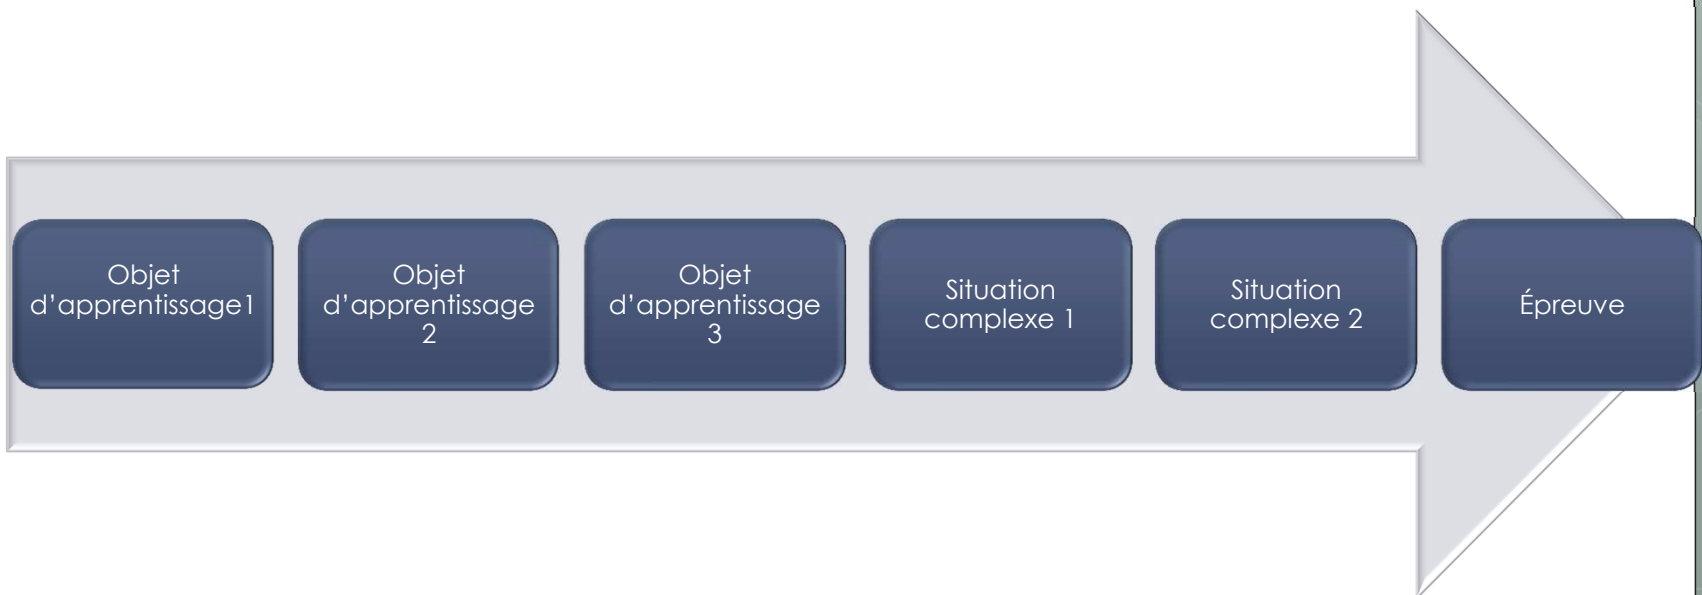 Objet
d'apprentissage1
Objet
d'apprentissage
2
Objet
d'apprentissage
3
Situation
complexe 1
Situation
complexe 2
Épreuve